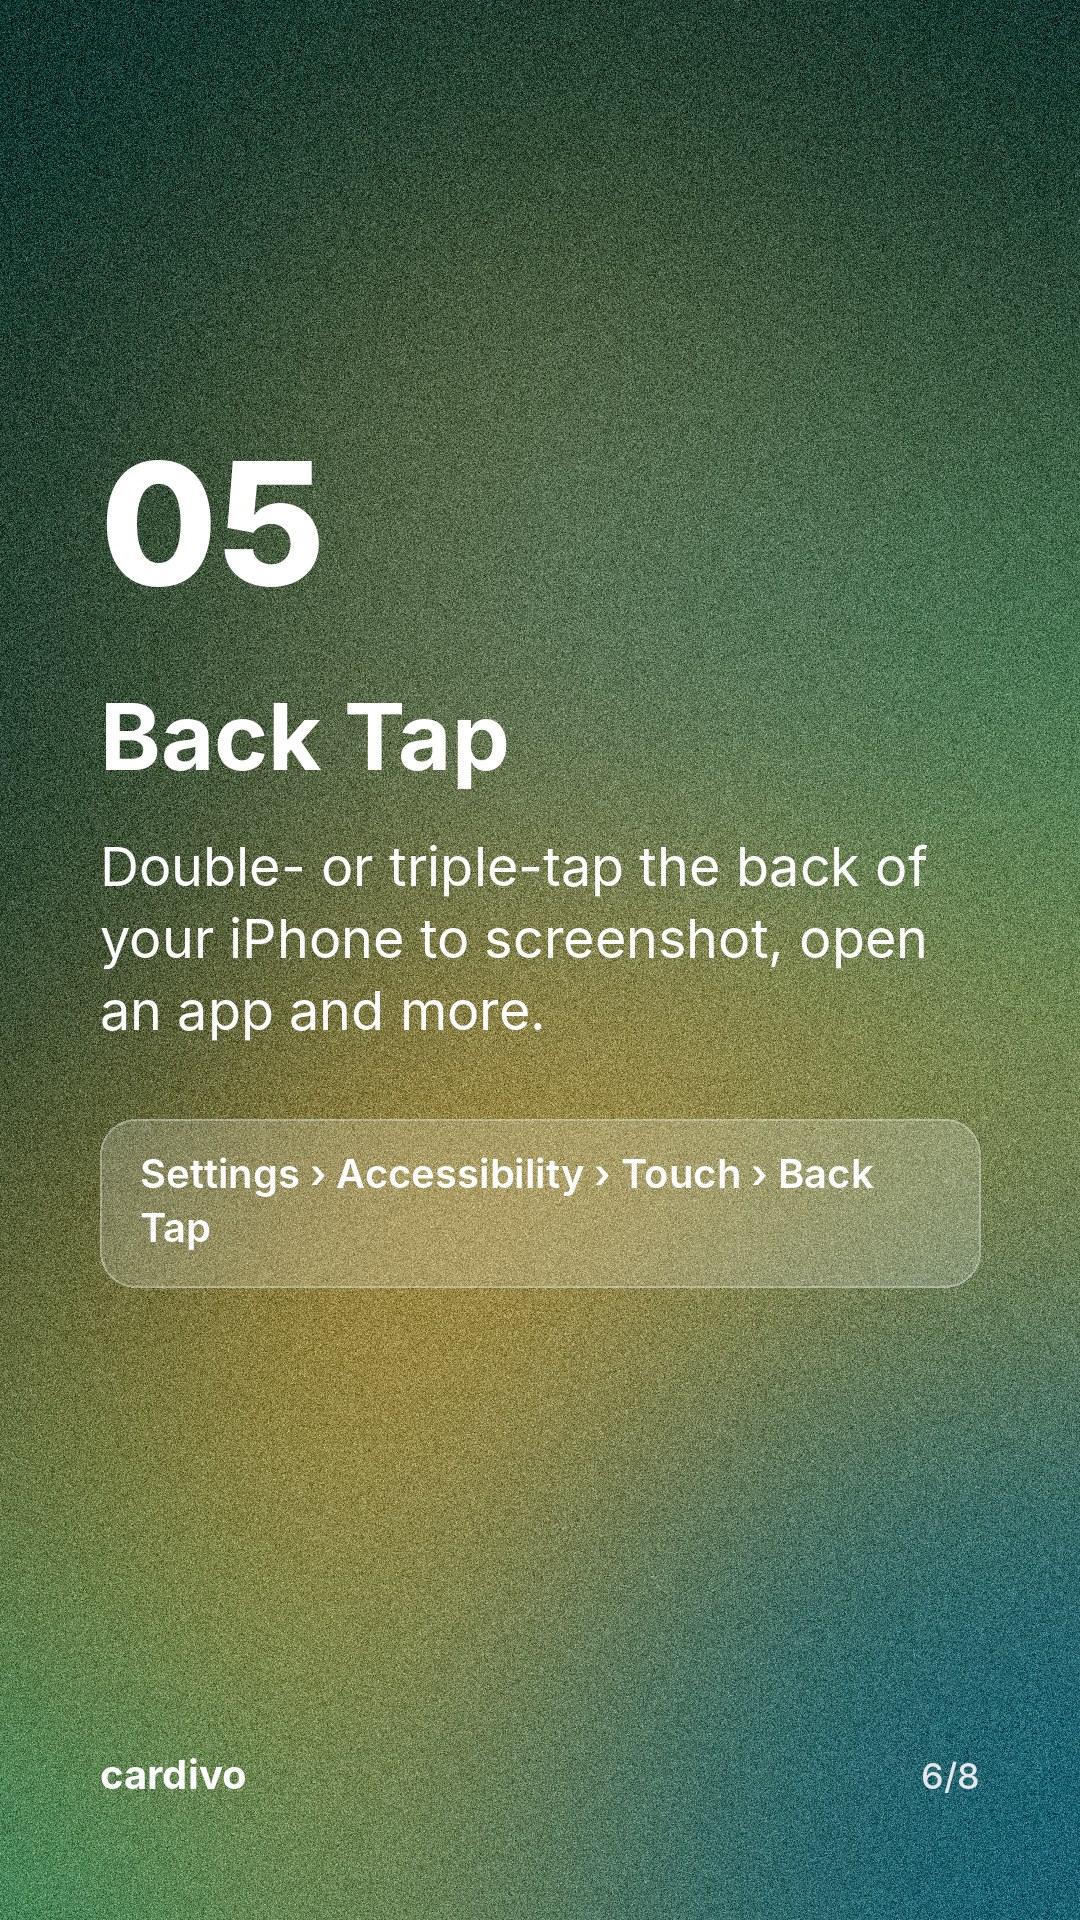 05
Back Tap
Double- or triple-tap the back of
your iPhone to screenshot, open
an app and more.
Settings › Accessibility › Touch › Back
Tap
cardivo
6/8